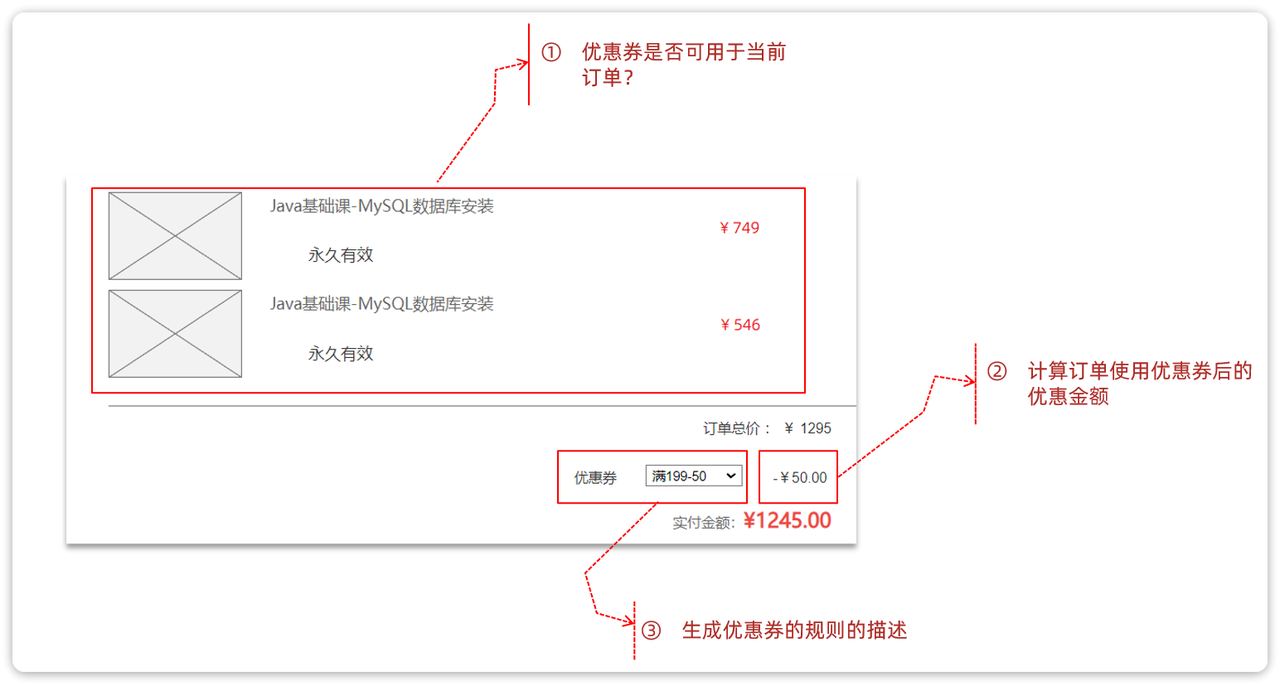 ① 优惠券是否可用于当前
订单？
Java基础课-MySQL数据库安装
¥ 749
永久有效
Java基础课-MySQL数据库安装
¥ 546
永久有效
② 计算订单使用优惠券后的
优惠金额
订单总价： ¥ 1295
优惠券 满199-50 -¥50.00
实付金额: ¥1245.00
③ 生成优惠券的规则的描述